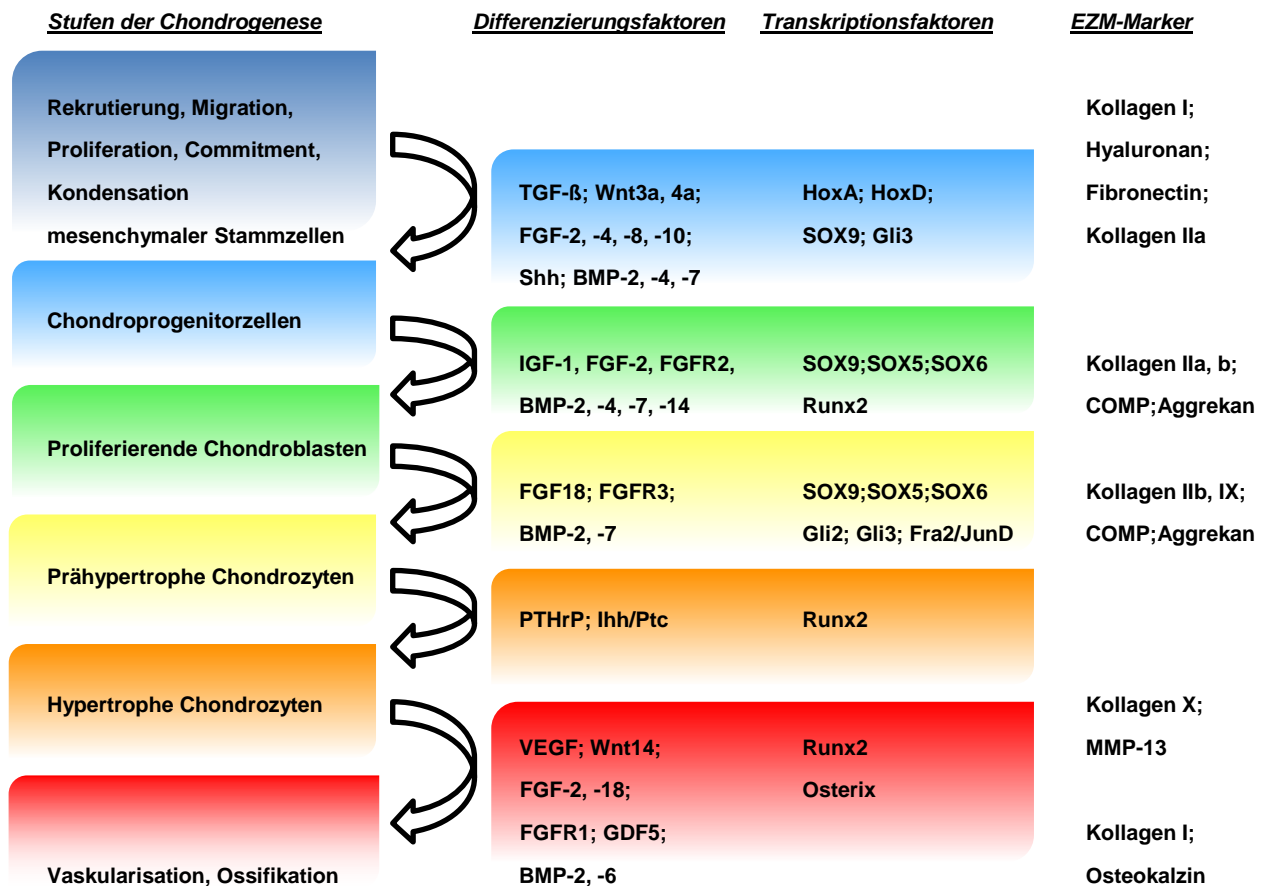 Stufen der Chondrogenese Differenzierungsfaktoren Transkriptionsfaktoren EZM-Marker
Rekrutierung, Migration, Kollagen I;
Proliferation, Commitment, Hyaluronan;
Kondensation TGF-ß; Wnt3a, 4a; HoxA; HoxD; Fibronectin;
mesenchymaler Stammzellen FGF-2, -4, -8, -10; SOX9; Gli3 Kollagen IIa
Shh; BMP-2, -4, -7
Chondroprogenitorzellen
IGF-1, FGF-2, FGFR2, SOX9;SOX5;SOX6 Kollagen IIa, b;
BMP-2, -4, -7, -14 Runx2 COMP;Aggrekan
Proliferierende Chondroblasten
FGF18; FGFR3; SOX9;SOX5;SOX6 Kollagen IIb, IX;
BMP-2, -7 Gli2; Gli3; Fra2/JunD COMP;Aggrekan
Prähypertrophe Chondrozyten
PTHrP; Ihh/Ptc Runx2
Hypertrophe Chondrozyten Kollagen X;
VEGF; Wnt14; Runx2 MMP-13
FGF-2, -18; Osterix
FGFR1; GDF5; Kollagen I;
Vaskularisation, Ossifikation BMP-2, -6 Osteokalzin